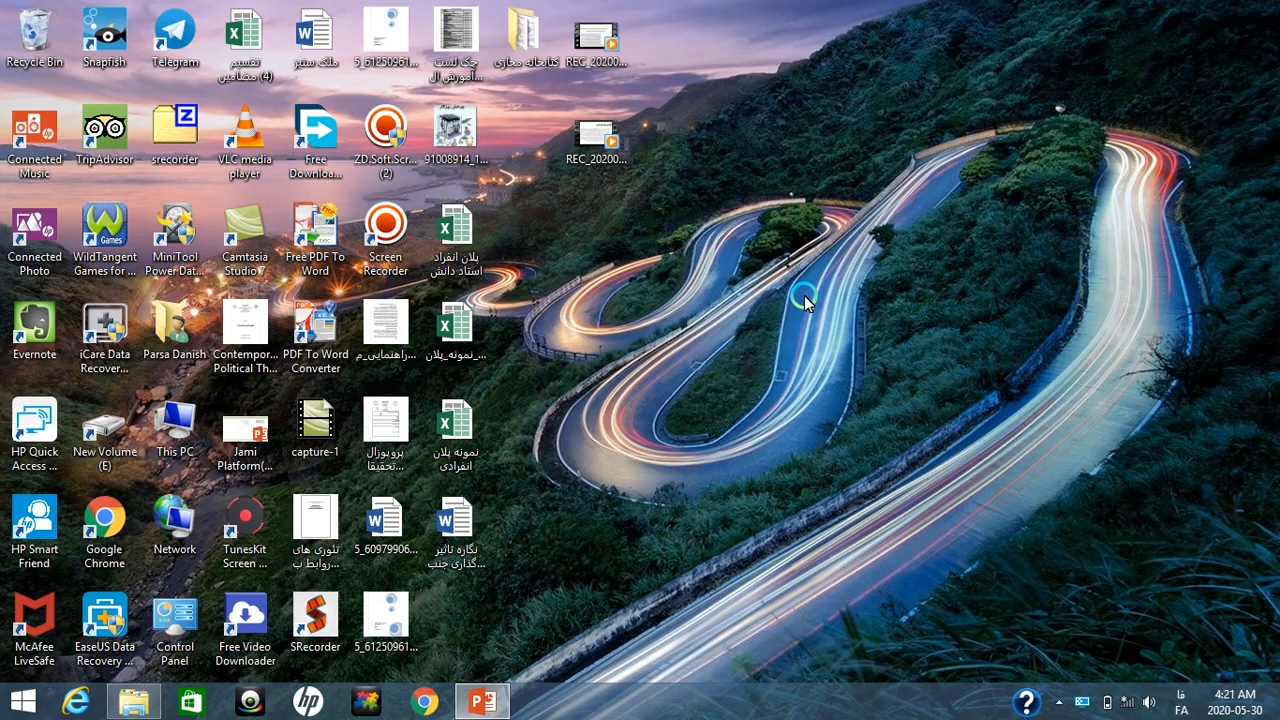 Recycle Bin
Snapfish
Telegram
تقسیم
مضامین (4)
ملک ستیز
5_61250961...
چک لست
آموزش ال...
کتابخانه مجازی
REC_20200...
Connected
Music
TripAdvisor
srecorder
VLC media
player
Free
Downloa...
ZD.Soft.Scr...
(2)
91008914_1...
REC_20200...
Connected
Photo
WildTangent
Games for ...
MiniTool
Power Dat...
Camtasia
Studio 7
Free PDF To
Word
Screen
Recorder
پلان انفراد
استاد دانش
Evernote
iCare Data
Recover...
Parsa Danish
Contempor...
Political Th...
PDF To Word
Converter
راهنمایی_م...
نمونه_پلان_...
HP Quick
Access ...
New Volume
(E)
This PC
Jami
Platform(...
capture-1
پروپوزال
تحقیقا...
نمونه پلان
انفرادی
HP Smart
Friend
Google
Chrome
Network
TunesKit
Screen ...
تئوری های
روابط ب...
5_60979906...
نگاره تاثیر
گذاری جنب...
McAfee
LiveSafe
EaseUS Data
Recovery ...
Control
Panel
Free Video
Downloader
SRecorder
5_61250961...
فا
FA
4:21 AM
2020-05-30